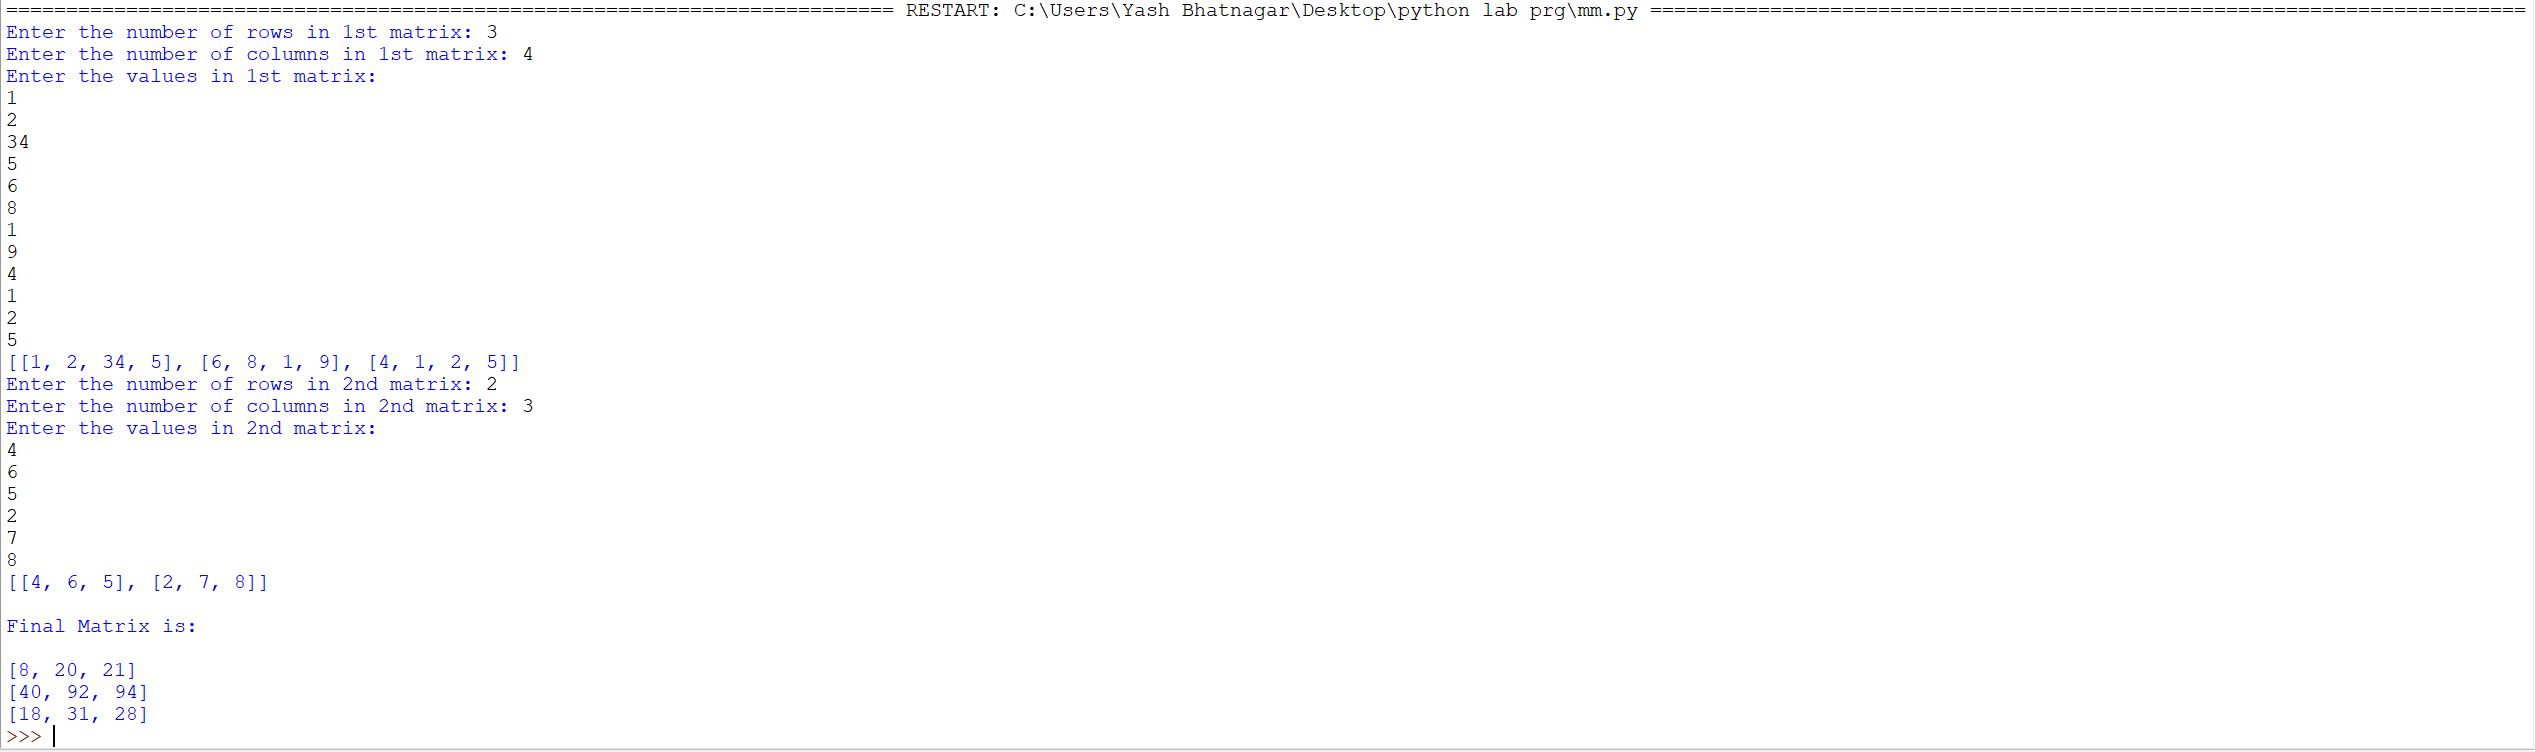 ========================================================================== RESTART: C:\Users\Yash Bhatnagar\Desktop\python lab prg\mm.py =========================================================================
Enter the number of rows in 1st matrix: 3
Enter the number of columns in 1st matrix: 4
Enter the values in 1st matrix:
1
2
34
5
6
8
1
9
4
1
2
5
[[1, 2, 34, 5], [6, 8, 1, 9], [4, 1, 2, 5]]
Enter the number of rows in 2nd matrix: 2
Enter the number of columns in 2nd matrix: 3
Enter the values in 2nd matrix:
4
6
5
2
7
8
[[4, 6, 5], [2, 7, 8]]
Final Matrix is:
[8, 20, 21]
[40, 92, 94]
[18, 31, 28]
>>>